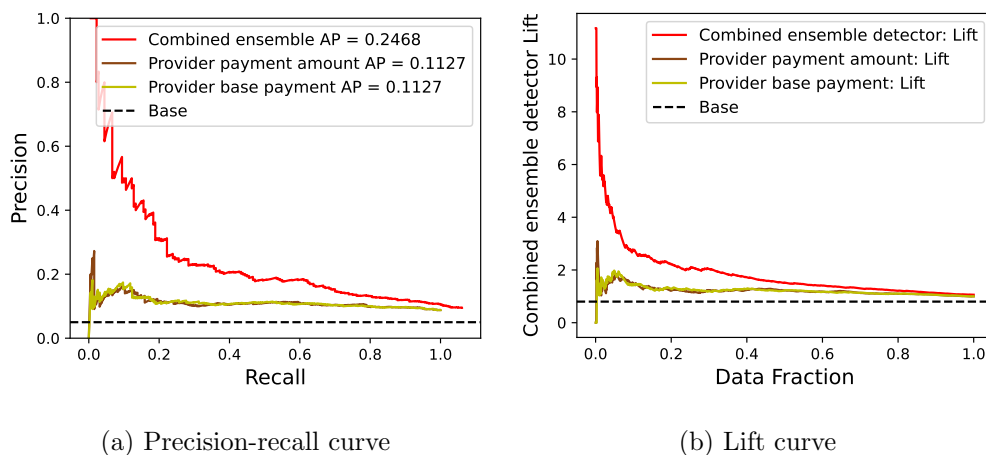 1.0
0.8
0.6
0.4
0.2
0.0
Precision
Combined ensemble AP = 0.2468
Provider payment amount AP = 0.1127
Provider base payment AP = 0.1127
Base
0.0 0.2 0.4 0.6 0.8 1.0
Recall
(a) Precision-recall curve
10
8
6
4
2
0
Combined ensemble detector Lift
Combined ensemble detector: Lift
Provider payment amount: Lift
Provider base payment: Lift
Base
0.0 0.2 0.4 0.6 0.8 1.0
Data Fraction
(b) Lift curve